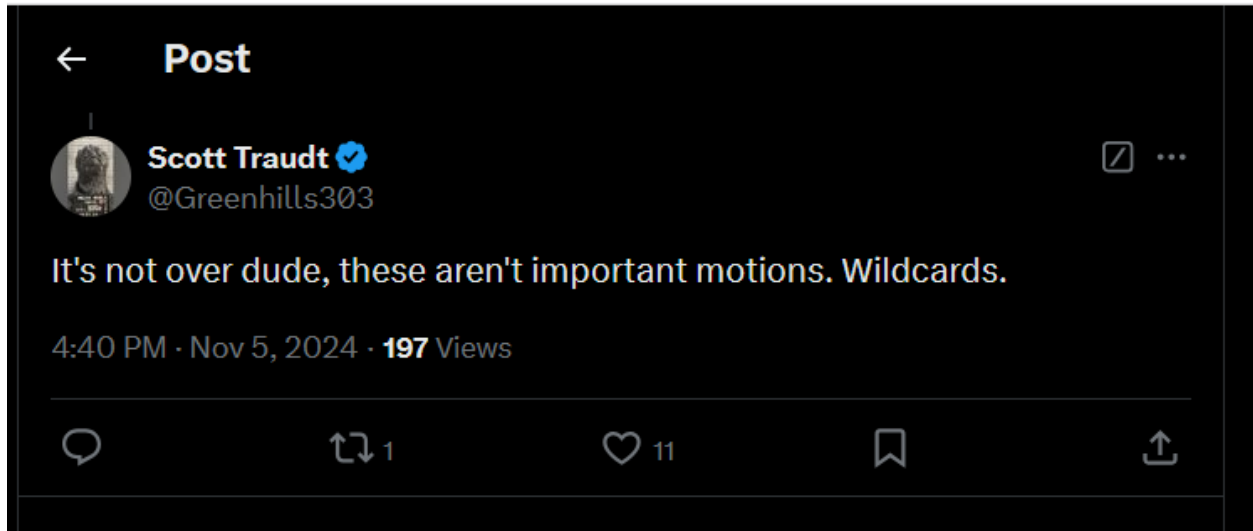 Post
Scott Traudt
@Greenhills303
It's not over dude, these aren't important motions. Wildcards.
4:40 PM · Nov 5, 2024 · 197 Views
1 11